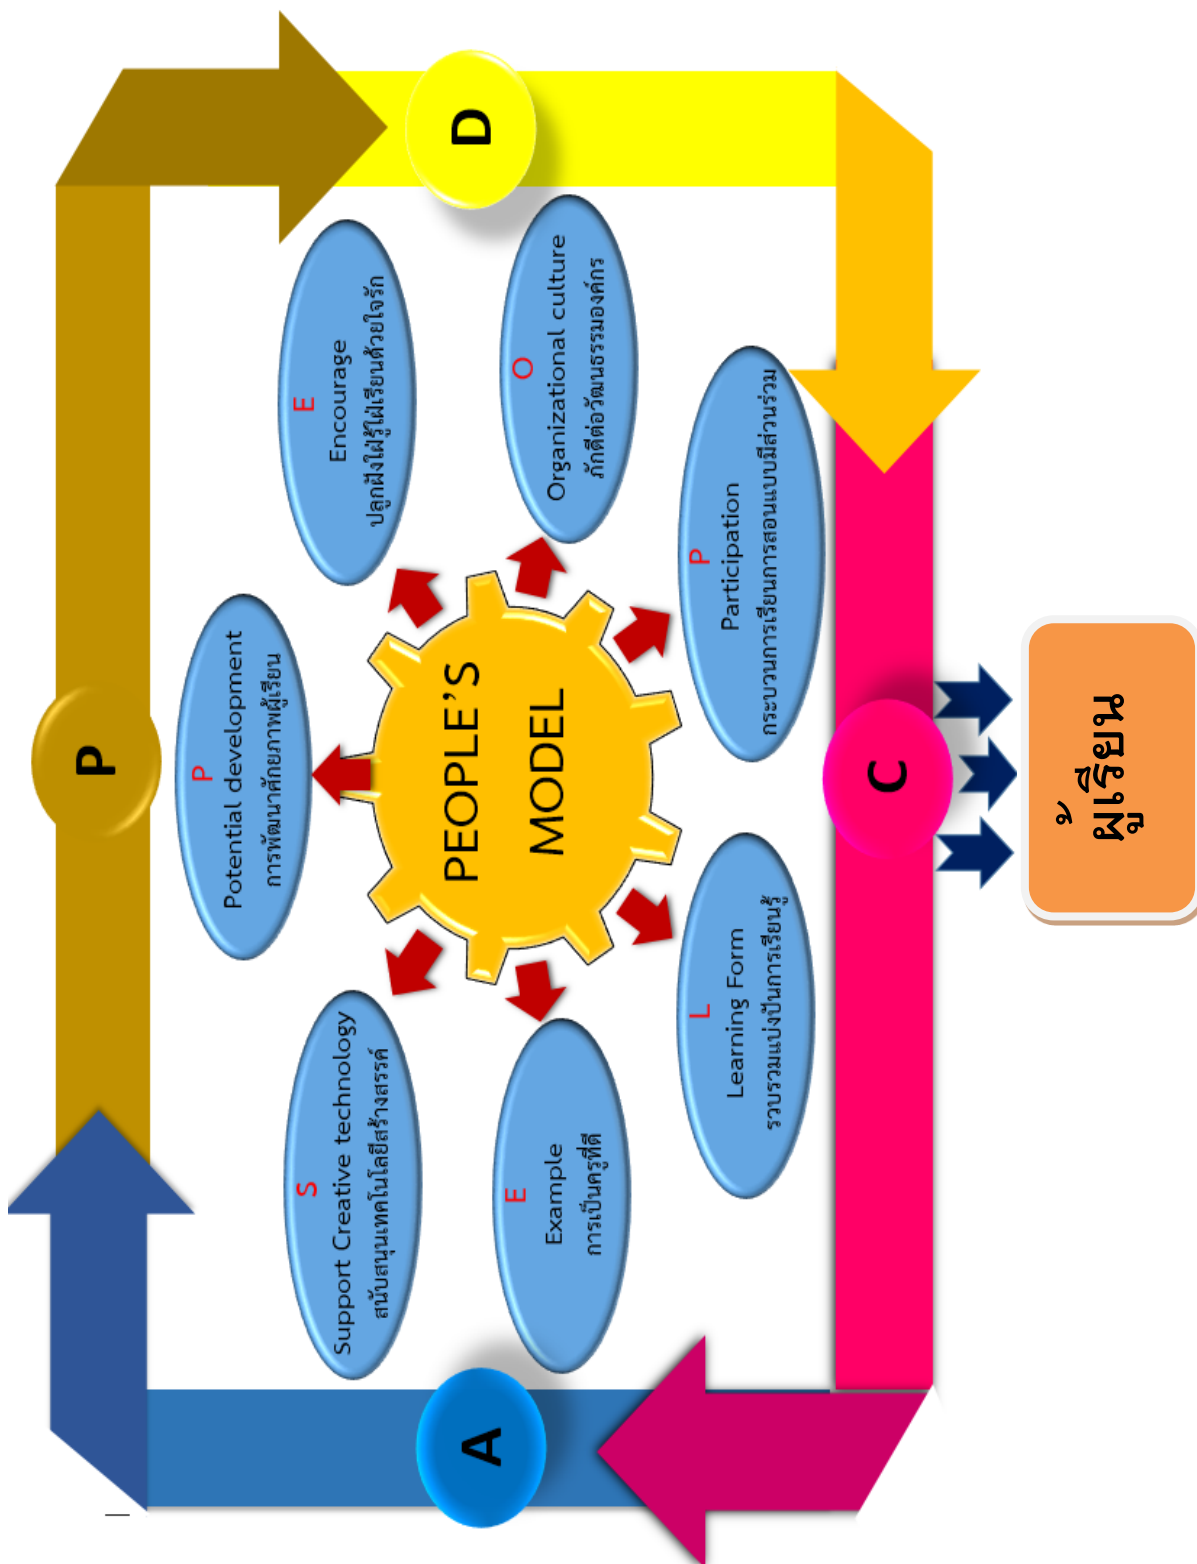 P
P
Potential development
การพัฒนาศักยภาพผู้เรียน
E
Encourage
ปลูกฝังใฝ่รู้ใฝ่เรียนด้วยใจรัก
D
O
Organizational culture
ภักดีต่อวัฒนธรรมองค์กร
P
Participation
กระบวนการเรียนการสอนแบบมีส่วนร่วม
L
Learning Form
รวบรวมแบ่งปันการเรียนรู้
E
Example
การเป็นครูที่ดี
S
Support Creative technology
สนับสนุนเทคโนโลยีสร้างสรรค์
PEOPLE'S
MODEL
A
C
ผู้เรียน